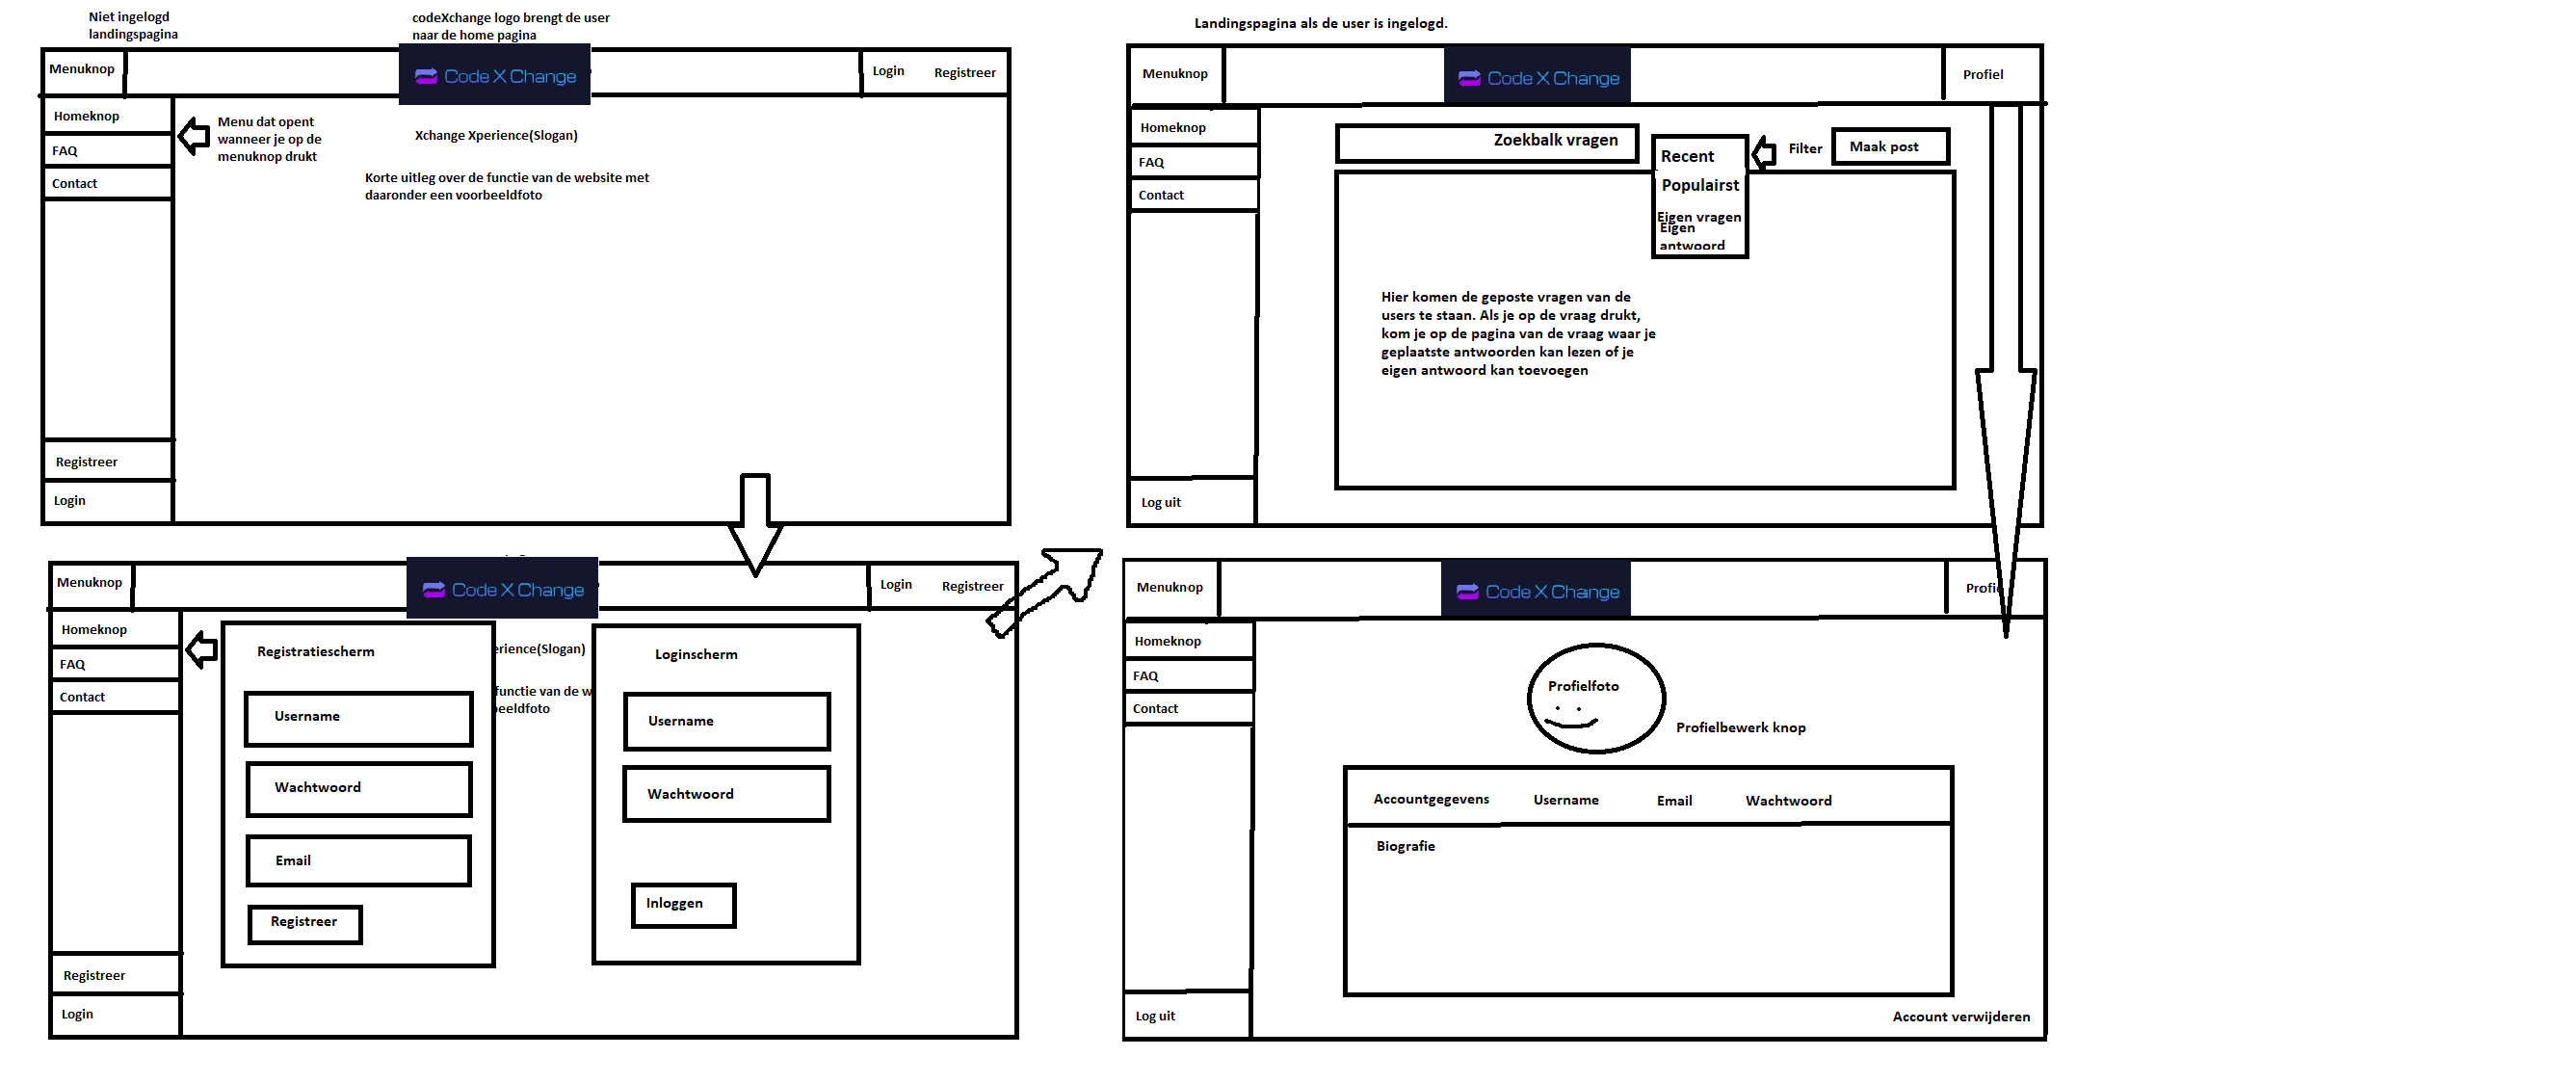 Niet ingelogd
landingspagina
codeXchange logo brengt de user
naar de home pagina
Menuknop
Code X Change
Login
Registreer
Homeknop
FAQ
Contact
Menu dat opent
wanneer je op de
menuknop drukt
Xchange Xperience(Slogan)
Korte uitleg over de functie van de website met
daaronder een voorbeeldfoto
Registreer
Login
Landingspagina als de user is ingelogd.
Menuknop
Code X Change
Profiel
Homeknop
FAQ
Contact
Zoekbalk vragen
Recent
Populairst
Eigen vragen
Eigen
antwoord
Filter
Maak post
Hier komen de geposte vragen van de
users te staan. Als je op de vraag drukt,
kom je op de pagina van de vraag waar je
geplaatste antwoorden kan lezen of je
eigen antwoord kan toevoegen
Log uit
Menuknop
Code X Change
Login
Registreer
Homeknop
FAQ
Contact
Registratiescherm
Username
Wachtwoord
Email
Registreer
erience(Slogan)
functie van de w
eeldfoto
Loginscherm
Username
Wachtwoord
Inloggen
Registreer
Login
Menuknop
Code X Change
Profie
Homeknop
FAQ
Contact
Profielfoto
Profielbewerk knop
Accountgegevens
Username
Email
Wachtwoord
Biografie
Log uit
Account verwijderen